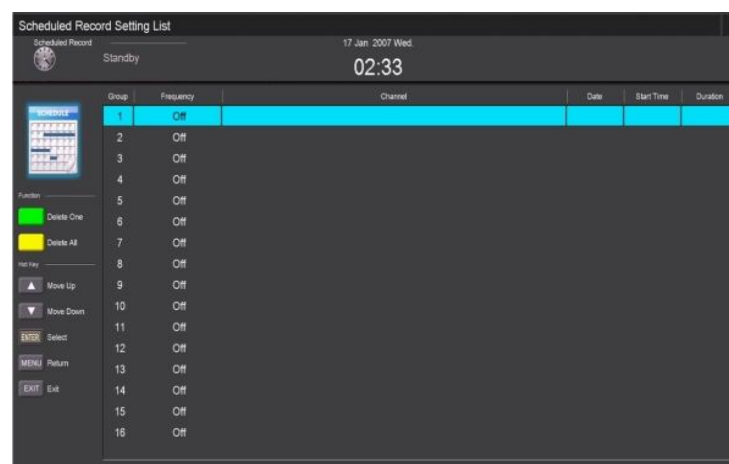 Scheduled Record Setting List
Scheduled Record
Standby
17 Jan 2007 Wed.
02:33
Group Frequency Channel Date Start Time Duration
SCHEDULE
1 Off
2 Off
3 Off
4 Off
5 Off
6 Off
7 Off
8 Off
9 Off
10 Off
11 Off
12 Off
13 Off
14 Off
15 Off
16 Off
Function
Delete One
Delete All
Hot Key
Move Up
Move Down
ENTER Select
MENU Return
EXIT Exit